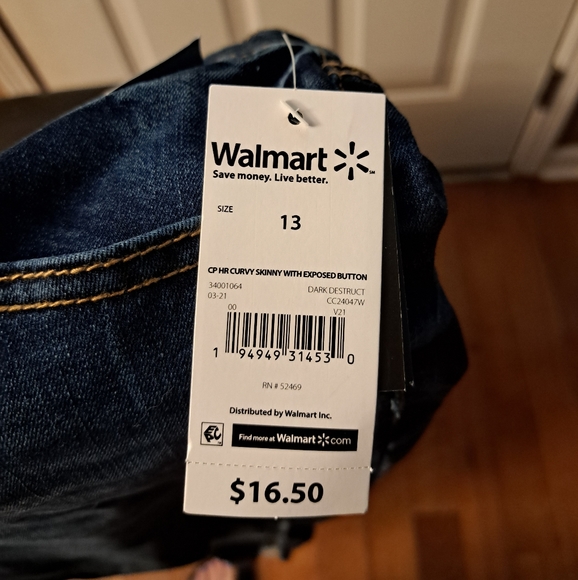 Walmart
Save money. Live better.
SIZE
13
CP HR CURVY SKINNY WITH EXPOSED BUTTON
34001064 DARK DESTRUCT
03-21 CC24047W
00 V21
1 94949 31453 0
RN # 52469
Distributed by Walmart Inc.
Find more at Walmart.com
$16.50